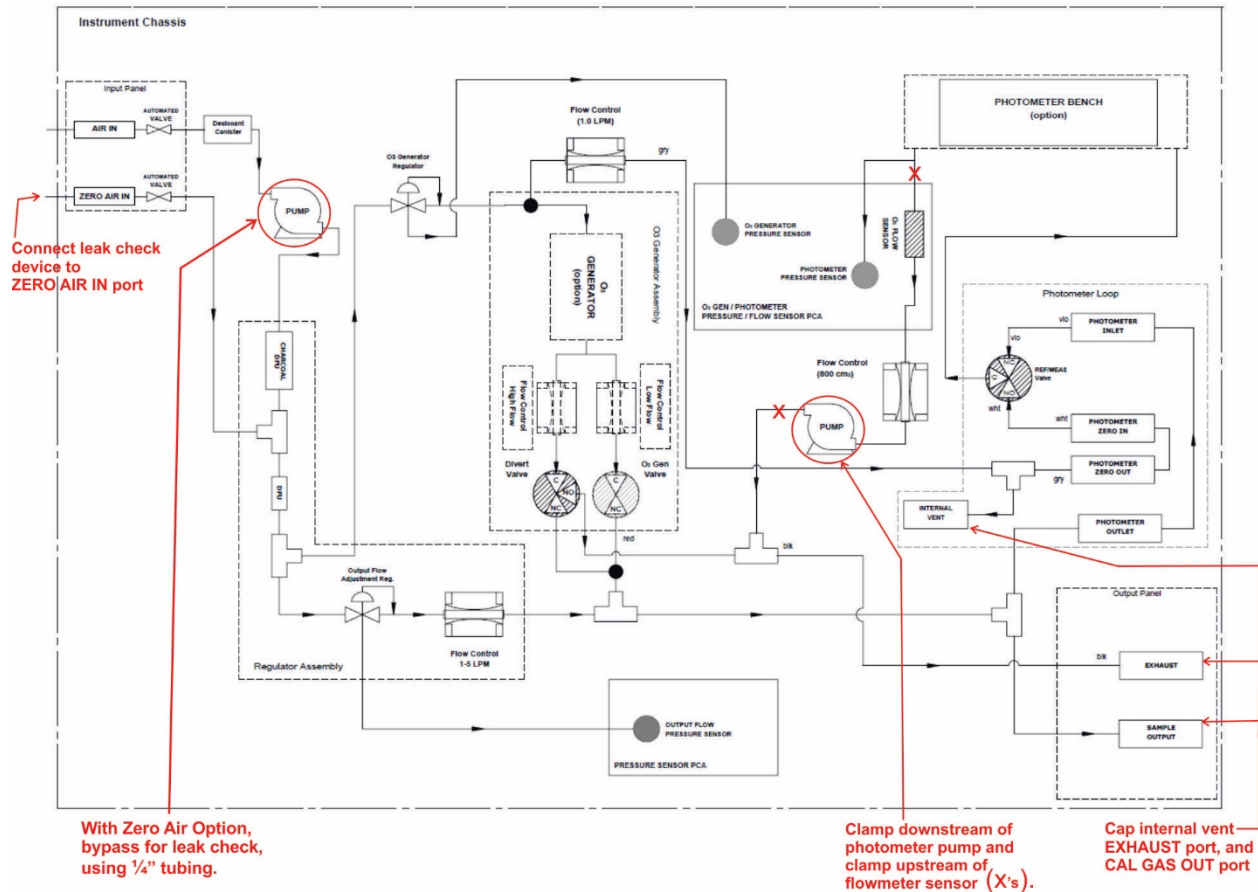 Instrument Chassis
Input Panel
AUTOMATED
VALVE
AIR IN
Desiccant
Canister
AUTOMATED
VALVE
ZERO AIR IN
PUMP
Connect leak check
device to
ZERO AIR IN port
O3 Generator
Regulator
Flow Control
(1.0 LPM)
gry
PHOTOMETER BENCH
(option)
O₃ GENERATOR
PRESSURE SENSOR
O₃ FLOW
SENSOR
PHOTOMETER
PRESSURE SENSOR
O₃ GEN / PHOTOMETER
PRESSURE / FLOW SENSOR PCA
O3 Generator Assembly
O₃
GENERATOR
(option)
Photometer Loop
vio
PHOTOMETER
INLET
vio
NC
C
NO
REF/MEAS
Valve
wht
wht
PHOTOMETER
ZERO IN
gry
PHOTOMETER
ZERO OUT
INTERNAL
VENT
PHOTOMETER
OUTLET
CHARCOAL
DFU
DFU
Flow Control
High Flow
Flow Control
Low Flow
Flow Control
PUMP
Divert
Valve
C
NO
NC
O₃ Gen
Valve
C
NC
red
blk
Output Flow
Adjustment Reg.
Flow Control
1-5 LPM
Regulator Assembly
Output Panel
blk
EXHAUST
SAMPLE
OUTPUT
OUTPUT FLOW
PRESSURE SENSOR
PRESSURE SENSOR PCA
With Zero Air Option,
bypass for leak check,
using ¼” tubing.
Clamp downstream of
photometer pump and
clamp upstream of
flowmeter sensor (X's).
Cap internal vent
EXHAUST port, and
CAL GAS OUT port
X
X